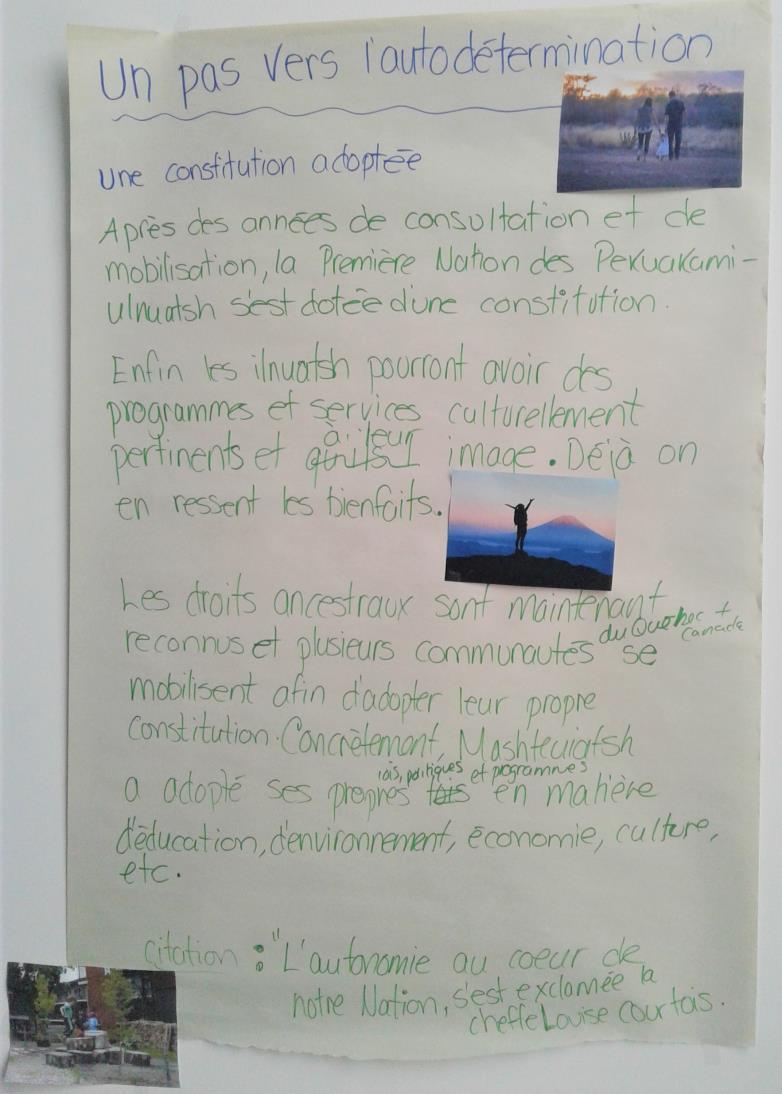 Un pas vers l'autodétermination
Une constitution adoptée
Après des années de consultation et de
mobilisation, la Première Nation des Pekuakami-
ulnuatsh s'est dotée d'une constitution.
Enfin les ilnuatsh pourront avoir des
programmes et services culturellement
à leur
pertinents et image. Déjà on
en ressent les bienfaits.
Les droits ancestraux sont maintenant
du Québec +
canada
reconnus et plusieurs communautés se
mobilisent afin d'adopter leur propre
constitution. Concrètement, Mashteuiatsh
lois, politiques et programmes
a adopté ses propres lois en matière
d'éducation, d'environnement, économie, culture,
etc.
citation : "L'autonomie au coeur de
notre Nation, s'est exclamée la
cheffe Louise Courtois.